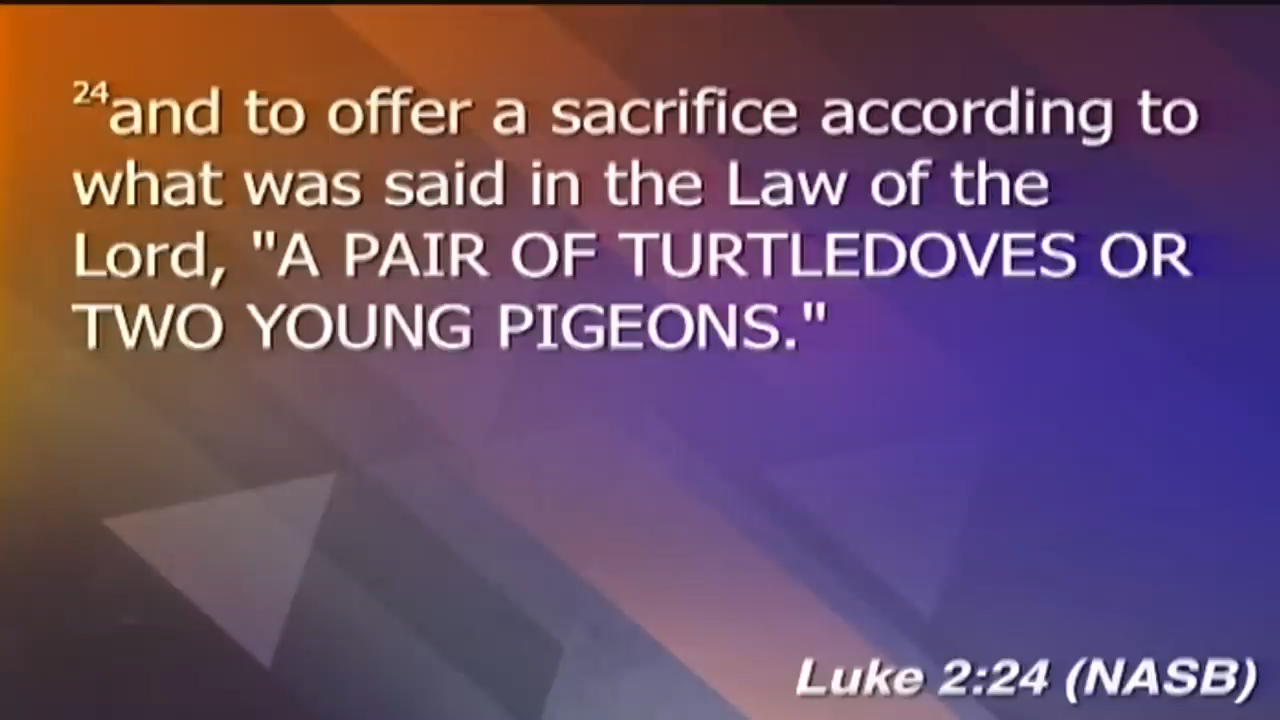 24and to offer a sacrifice according to
what was said in the Law of the
Lord, "A PAIR OF TURTLEDOVES OR
TWO YOUNG PIGEONS."
Luke 2:24 (NASB)